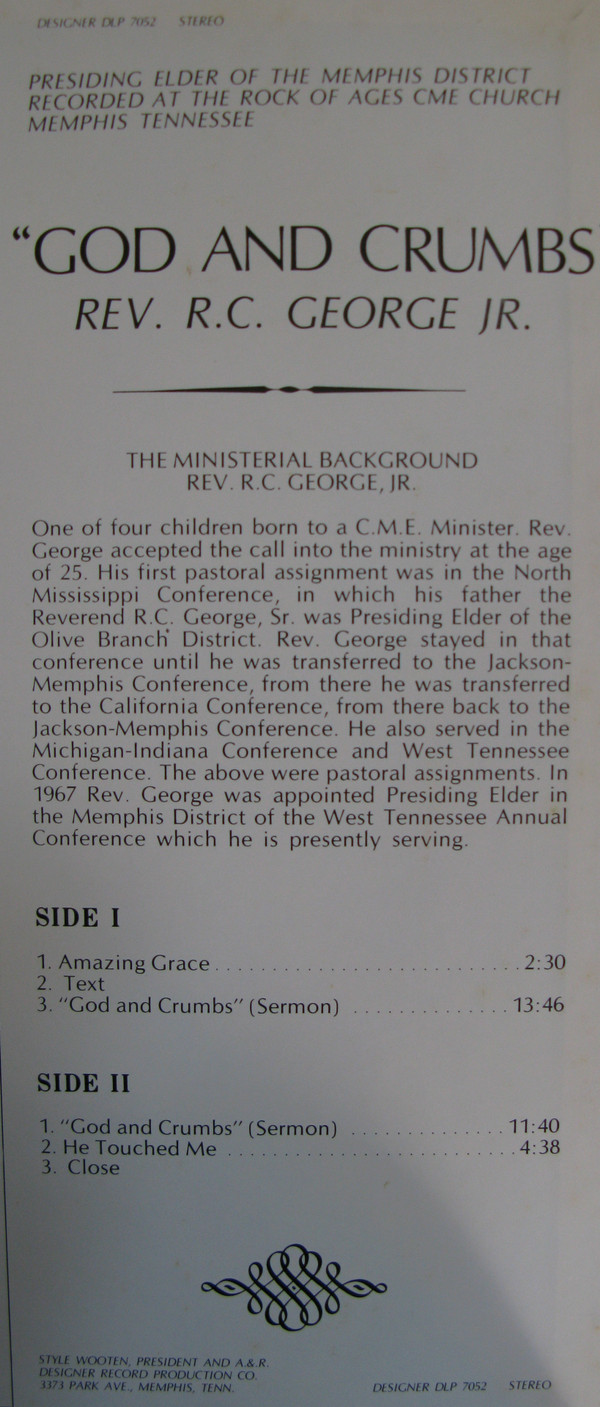 DESIGNER DLP 7052 STEREO
PRESIDING ELDER OF THE MEMPHIS DISTRICT
RECORDED AT THE ROCK OF AGES CME CHURCH
MEMPHIS TENNESSEE
“GOD AND CRUMBS
REV. R.C. GEORGE JR.
THE MINISTERIAL BACKGROUND
REV. R.C. GEORGE, JR.
One of four children born to a C.M.E. Minister. Rev.
George accepted the call into the ministry at the age
of 25. His first pastoral assignment was in the North
Mississippi Conference, in which his father the
Reverend R.C. George, Sr. was Presiding Elder of the
Olive Branch District. Rev. George stayed in that
conference until he was transferred to the Jackson-
Memphis Conference, from there he was transferred
to the California Conference, from there back to the
Jackson-Memphis Conference. He also served in the
Michigan-Indiana Conference and West Tennessee
Conference. The above were pastoral assignments. In
1967 Rev. George was appointed Presiding Elder in
the Memphis District of the West Tennessee Annual
Conference which he is presently serving.
SIDE I
1. Amazing Grace . . . . . . . . . . . . . . . . . . . . . . . . . . . 2:30
2. Text
3. “God and Crumbs” (Sermon) . . . . . . . . . . . . . . 13:46
SIDE II
1. “God and Crumbs” (Sermon) . . . . . . . . . . . . . . 11:40
2. He Touched Me . . . . . . . . . . . . . . . . . . . . . . . . . . 4:38
3. Close
STYLE WOOTEN, PRESIDENT AND A.&R.
DESIGNER RECORD PRODUCTION CO.
3373 PARK AVE., MEMPHIS, TENN.
DESIGNER DLP 7052 STEREO